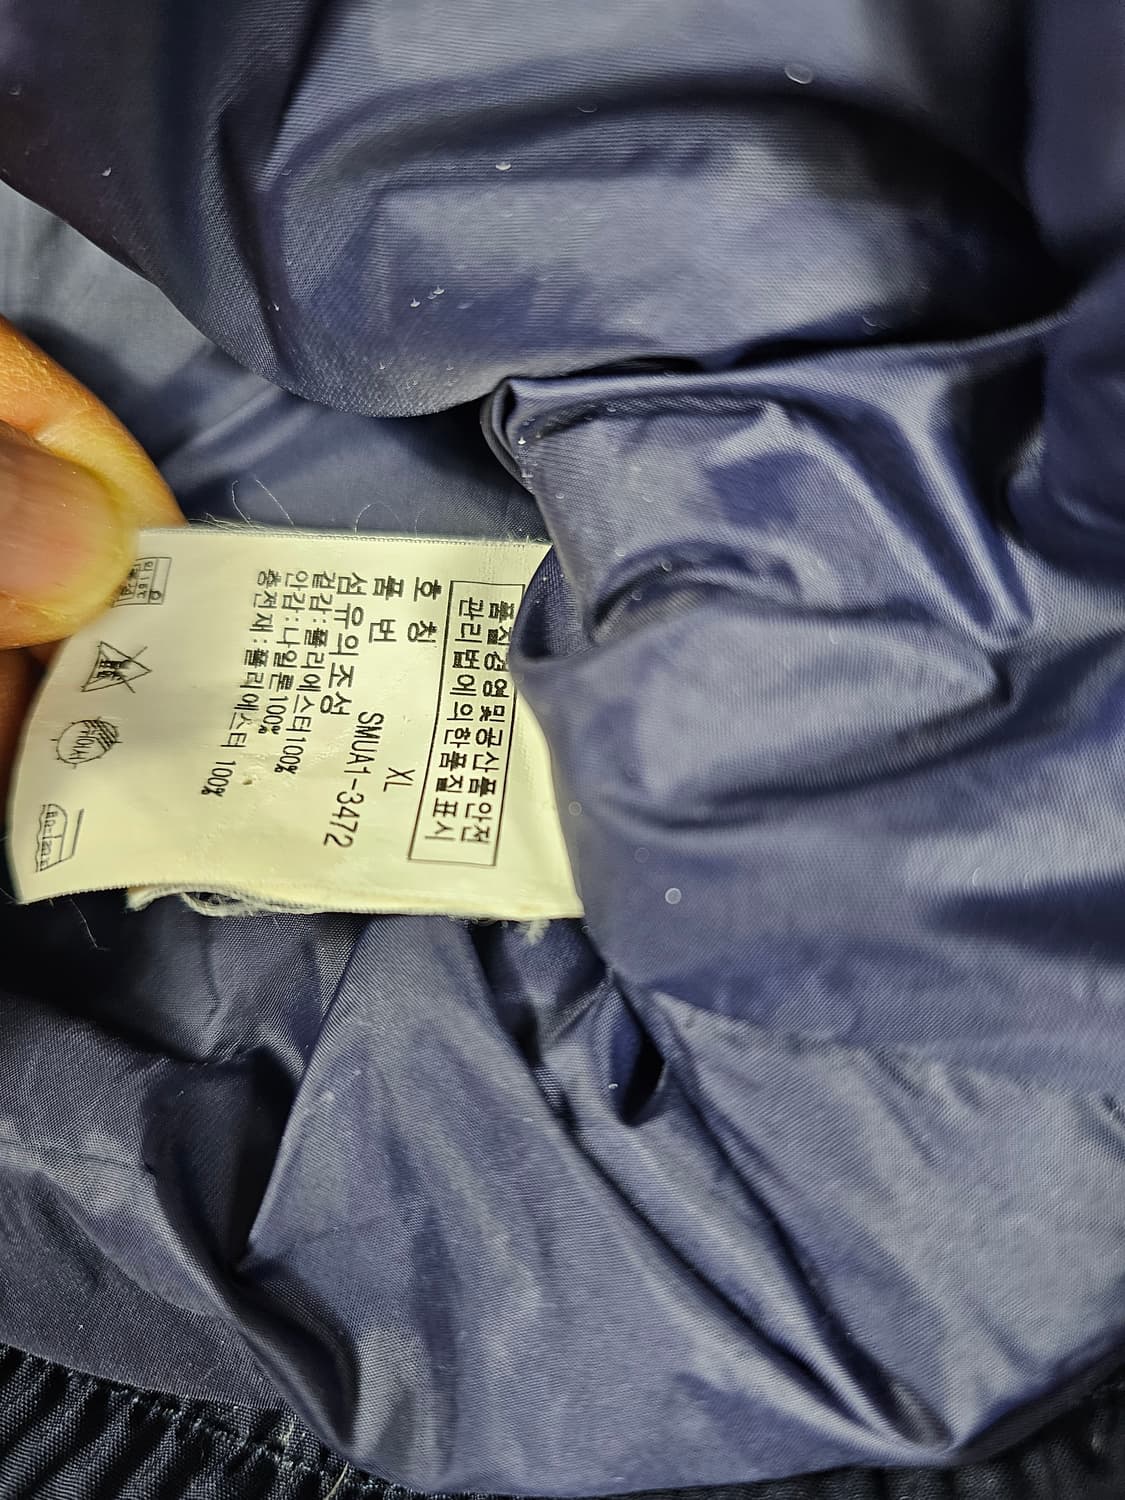 품질경영 및 공산품안전
관리법에 의한 품질표시
호 칭 XL
품 번 SMUA1-3472
섬유의조성
겉감:폴리에스터100%
안감:나일론100%
충전재:폴리에스터 100%